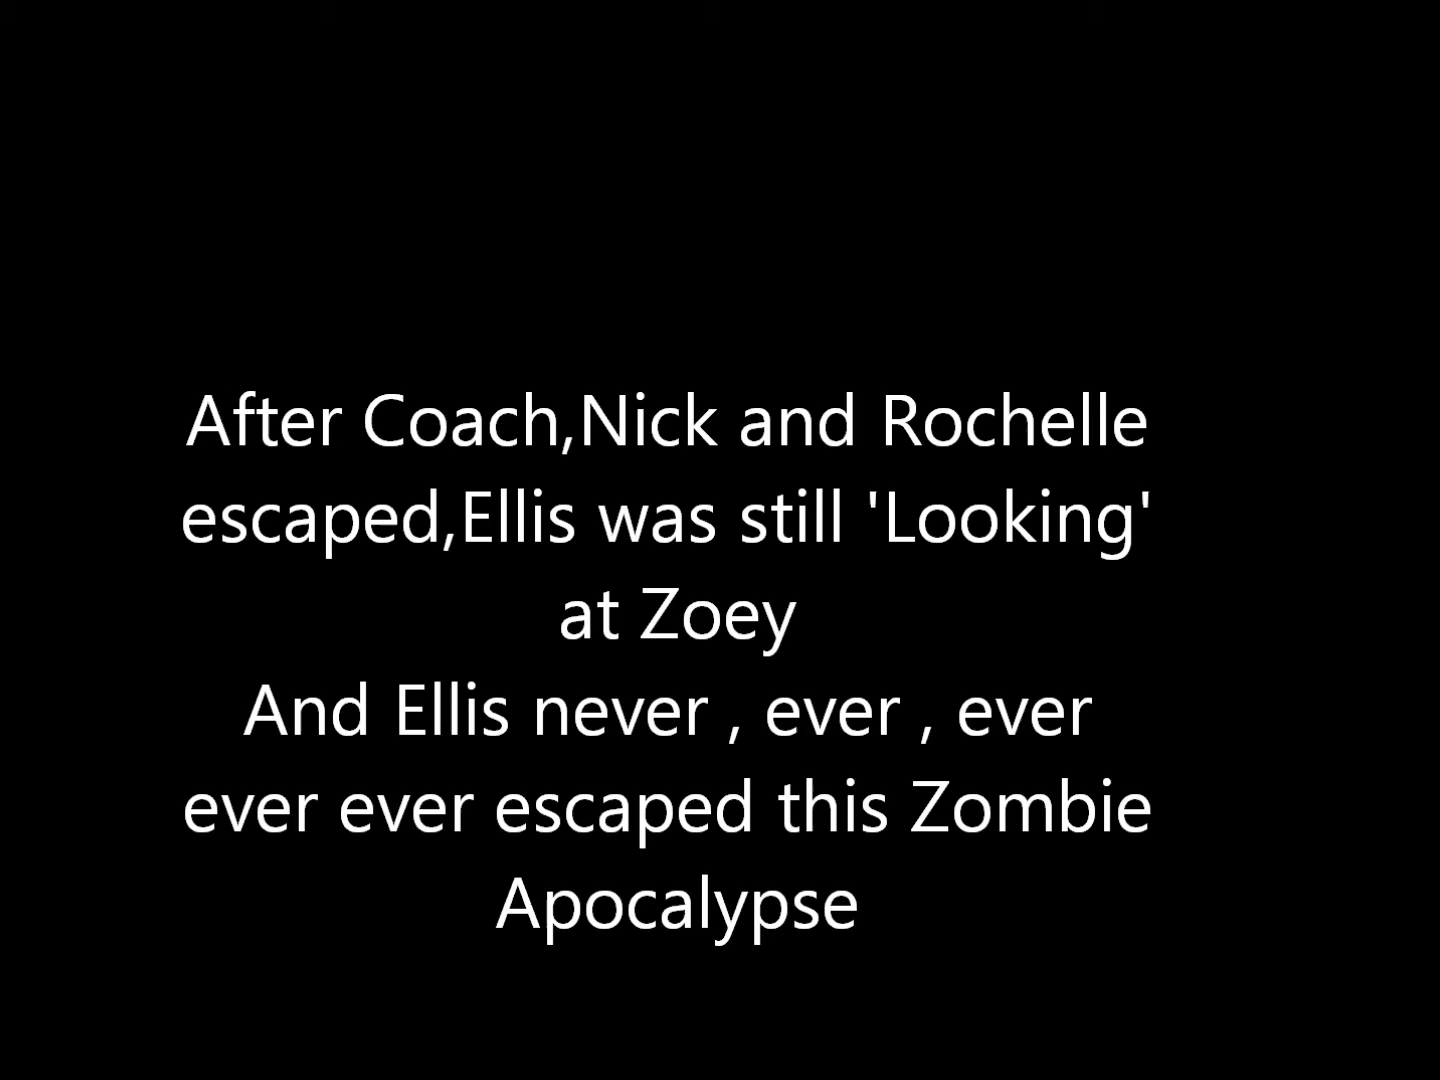 After Coach,Nick and Rochelle
escaped,Ellis was still 'Looking'
at Zoey
And Ellis never , ever , ever
ever ever escaped this Zombie
Apocalypse